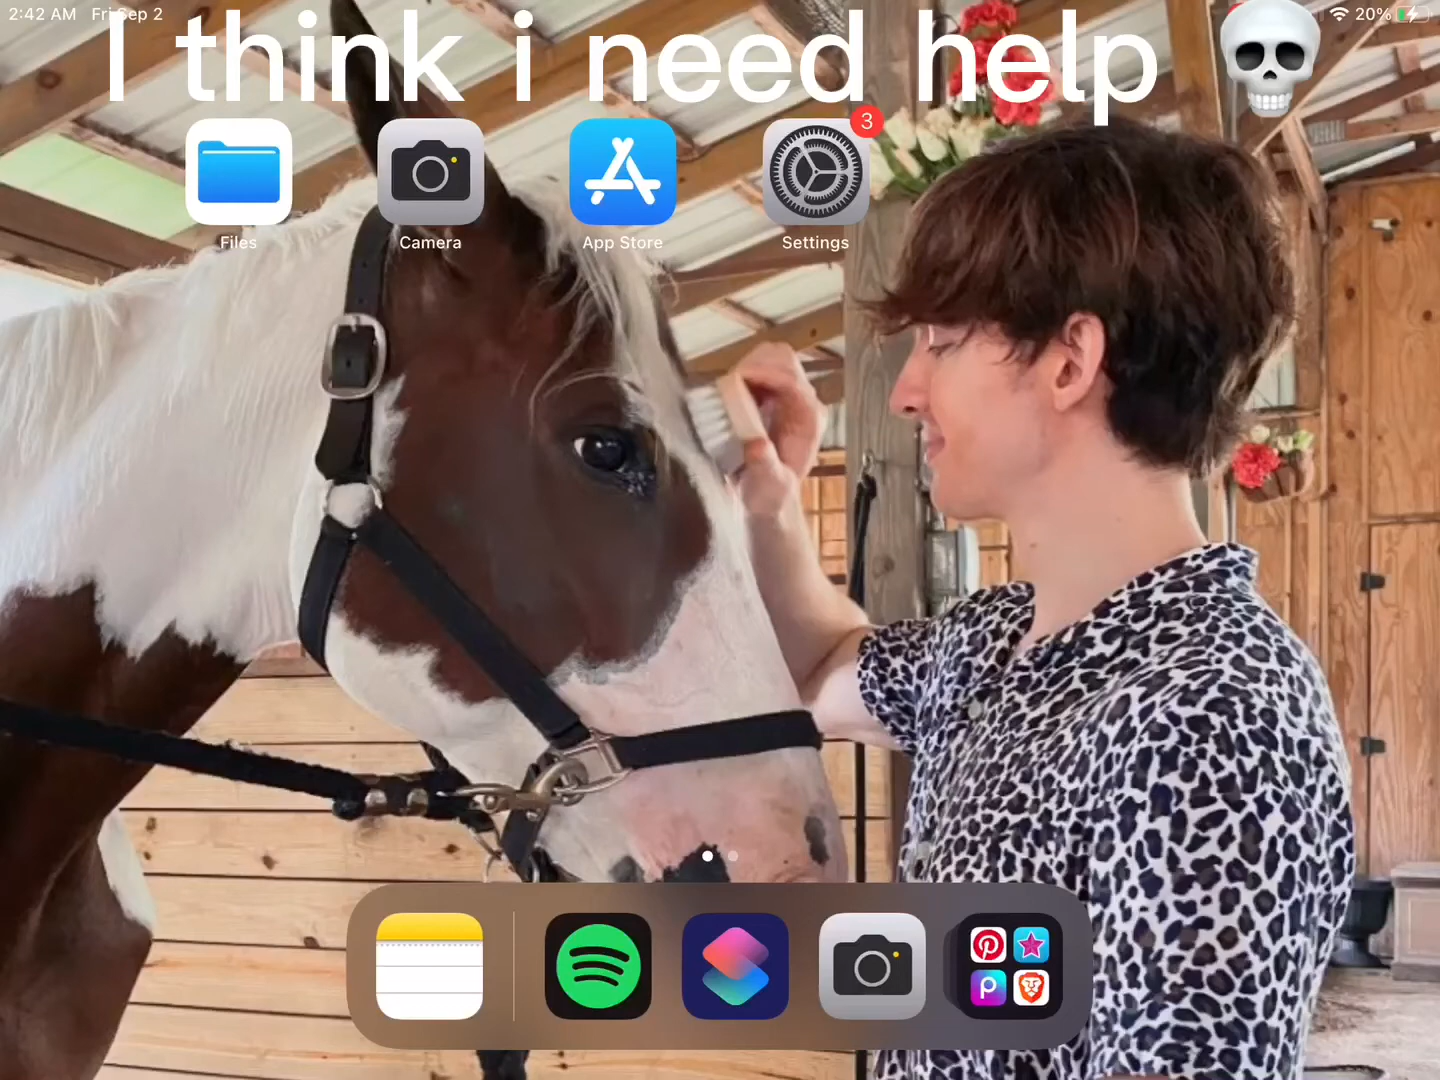 2:42 AM Fri Sep 2
20%
I think i need help 💀
3
Files
Camera
App Store
Settings